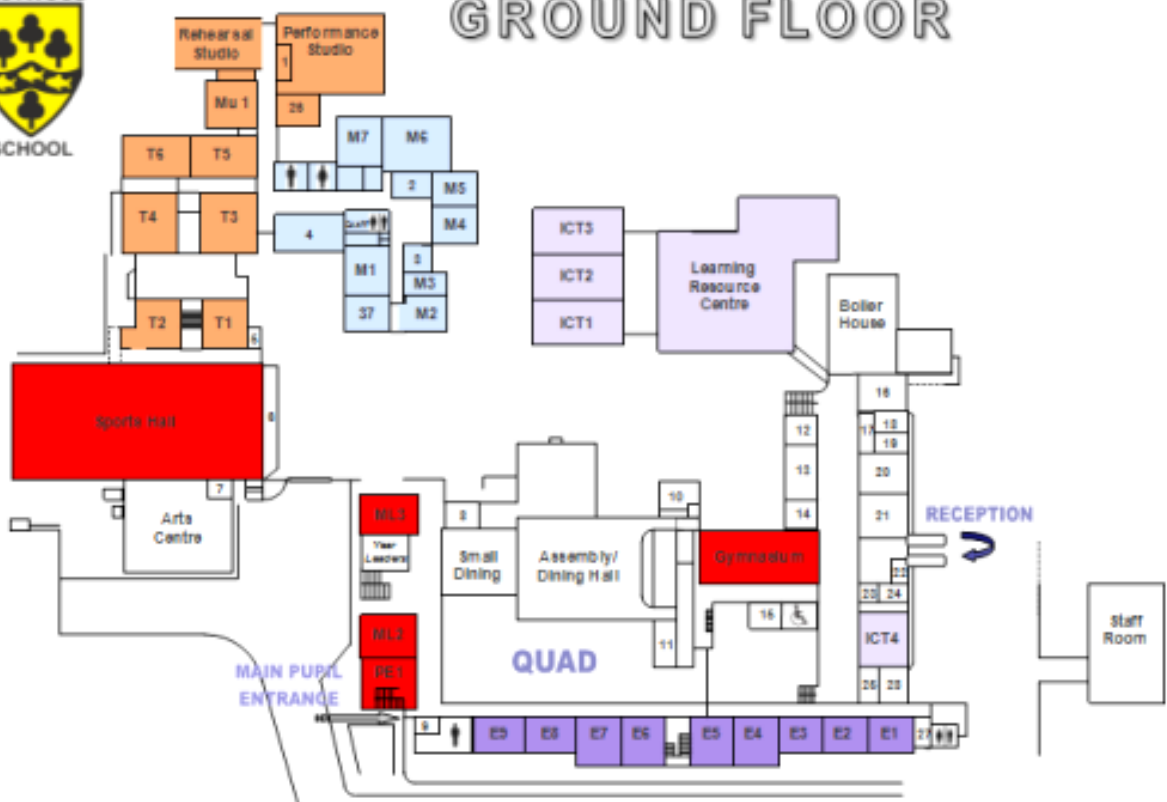 GROUND FLOOR
SCHOOL
Rehearsal
Studio
Performance
Studio
1
Mu 1
28
T6
T5
M7
M6
2
M5
T4
T3
4
M4
M1
3
M3
37
M2
T2
T1
5
ICT3
ICT2
ICT1
Learning
Resource
Centre
Boiler
House
Sports Hall
6
7
Arts
Centre
16
12
17
18
19
13
20
14
21
10
RECEPTION
ML3
Year
Leaders
8
Small
Dining
Assembly/
Dining Hall
Gymnasium
22
23
24
15
ICT4
Staff
Room
ML2
11
QUAD
PE1
MAIN PUPIL
ENTRANCE
9
E9
E8
E7
E6
E5
E4
E3
E2
E1
27